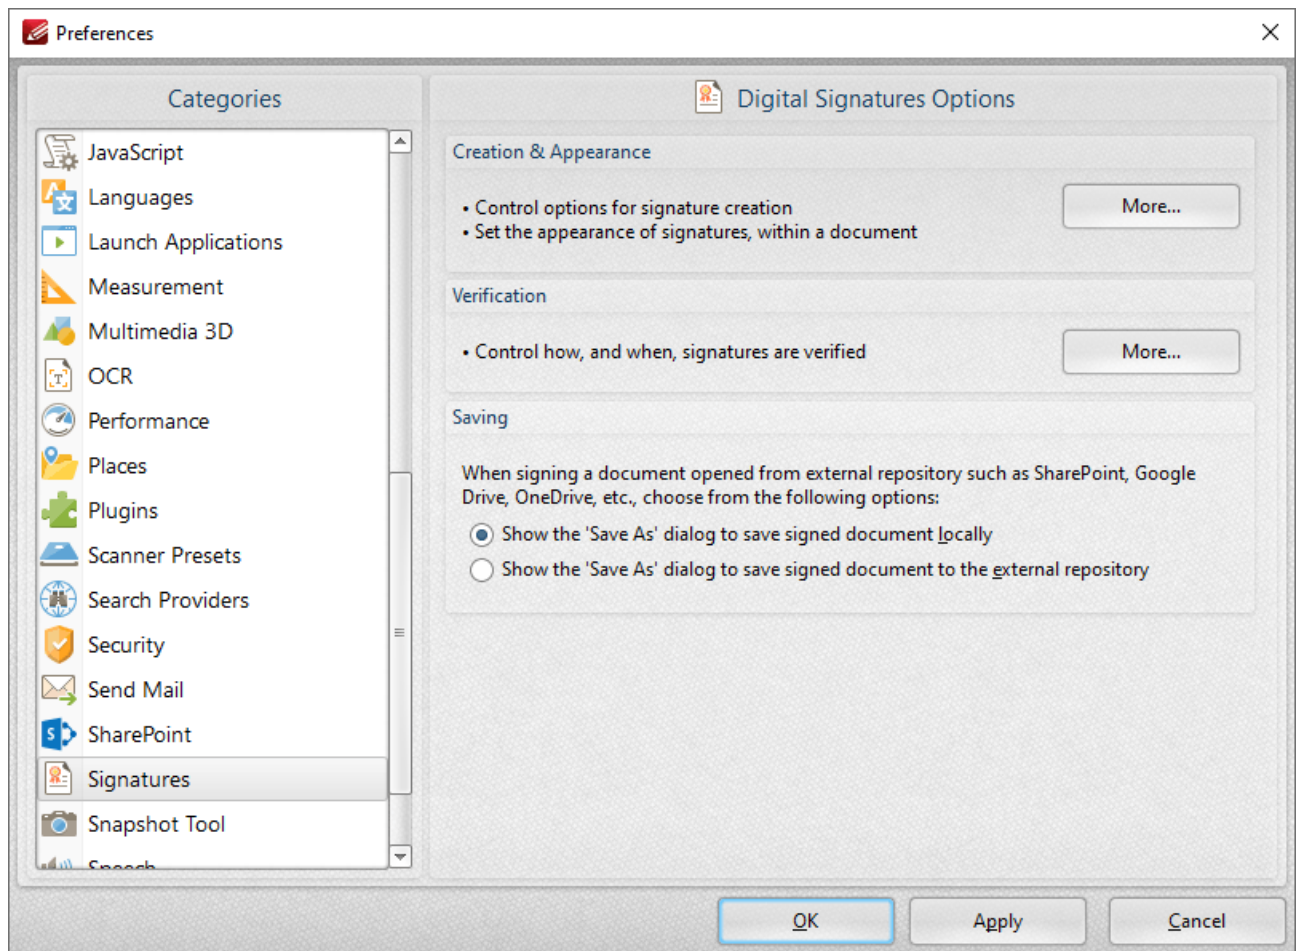 Preferences
Categories
JavaScript
Languages
Launch Applications
Measurement
Multimedia 3D
OCR
Performance
Places
Plugins
Scanner Presets
Search Providers
Security
Send Mail
SharePoint
Signatures
Snapshot Tool
Speech
Digital Signatures Options
Creation & Appearance
• Control options for signature creation
• Set the appearance of signatures, within a document
More...
Verification
• Control how, and when, signatures are verified
More...
Saving
When signing a document opened from external repository such as SharePoint, Google
Drive, OneDrive, etc., choose from the following options:
Show the 'Save As' dialog to save signed document locally
Show the 'Save As' dialog to save signed document to the external repository
OK
Apply
Cancel